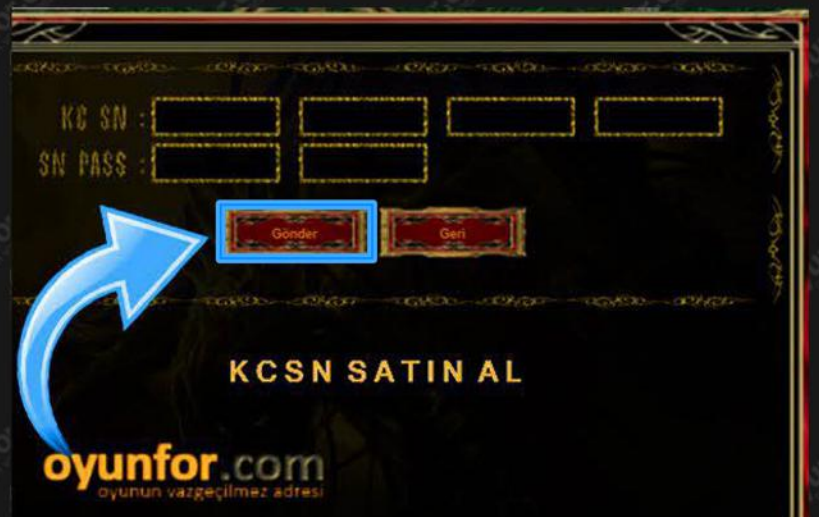 KC SN :
SN PASS :
Gönder Geri
KCSN SATIN AL
oyunfor.com
oyunun vazgeçilmez adresi